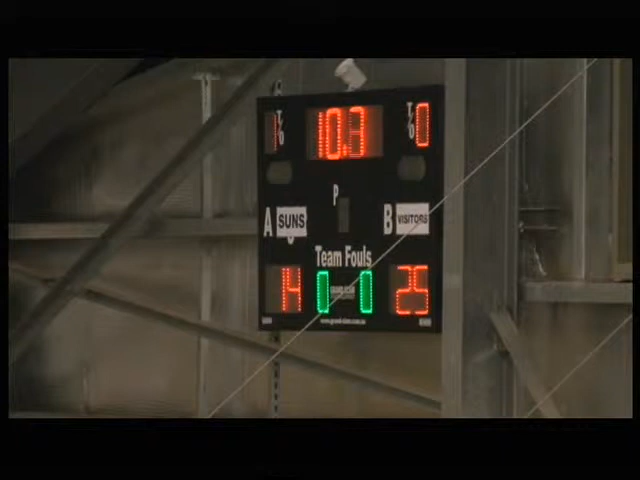 T/O 10.3 T/O 0
P
A SUNS B VISITORS
Team Fouls
14 0 0 25